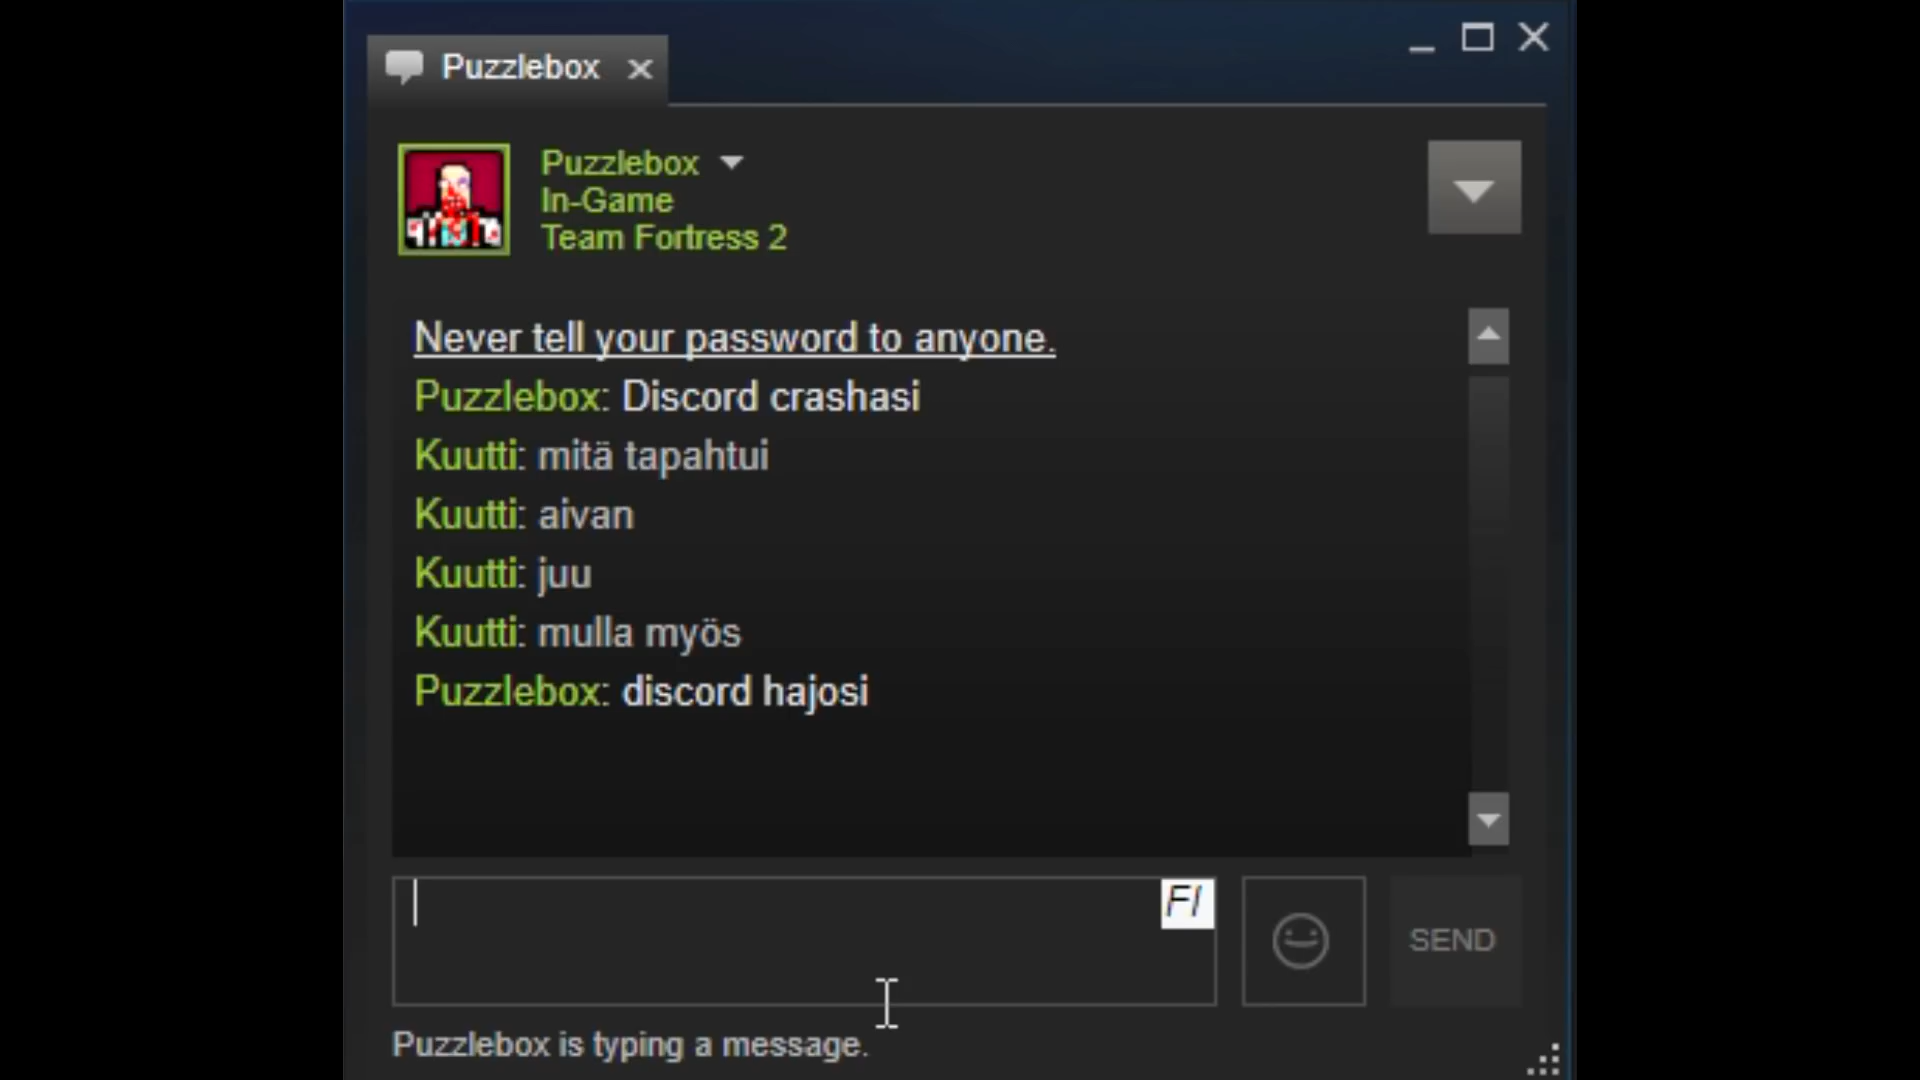 Puzzlebox
Puzzlebox
In-Game
Team Fortress 2
Never tell your password to anyone.
Puzzlebox: Discord crashasi
Kuutti: mitä tapahtui
Kuutti: aivan
Kuutti: juu
Kuutti: mulla myös
Puzzlebox: discord hajosi
FI
SEND
Puzzlebox is typing a message.